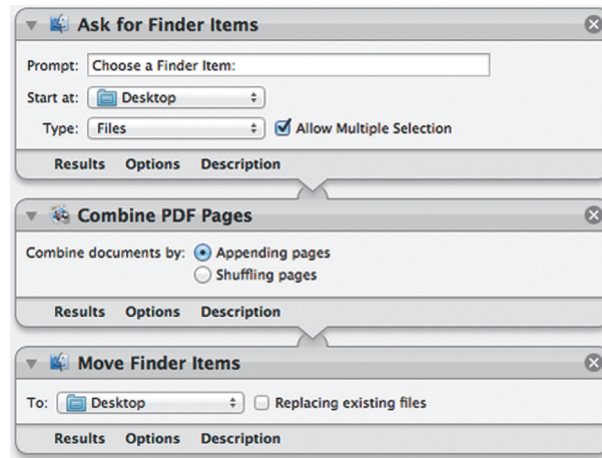 Ask for Finder Items
Prompt: Choose a Finder Item:
Start at: Desktop
Type: Files Allow Multiple Selection
Results Options Description
Combine PDF Pages
Combine documents by: Appending pages
Shuffling pages
Results Options Description
Move Finder Items
To: Desktop Replacing existing files
Results Options Description